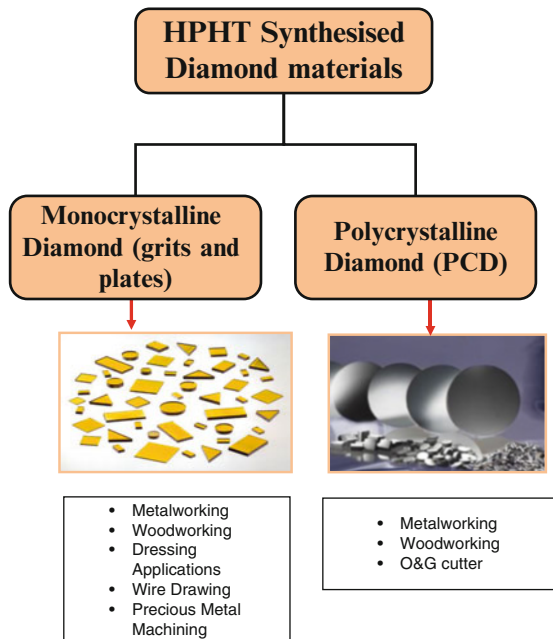 HPHT Synthesised
Diamond materials
Monocrystalline
Diamond (grits and
plates)
Polycrystalline
Diamond (PCD)
• Metalworking
• Woodworking
• Dressing
Applications
• Wire Drawing
• Precious Metal
Machining
• Metalworking
• Woodworking
• O&G cutter